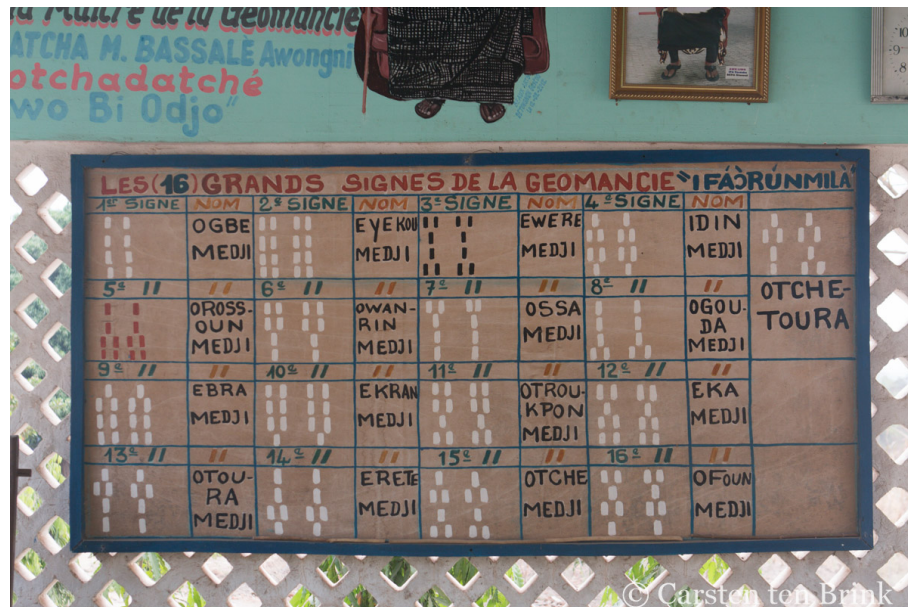 la Maître de la Géomancie
ATCHA M. BASSALE Awongni
otchadatché
wo Bi Odjo"
LES (16) GRANDS SIGNES DE LA GEOMANCIE "IFÁƆ̀RÚNMILÀ"
1er SIGNE NOM 2e SIGNE NOM 3e SIGNE NOM 4e SIGNE NOM
OGBE MEDJI
EYEKOU MEDJI
EWERE MEDJI
IDIN MEDJI
5e // // 6e // // 7e // // 8e // //
OTCHE-
TOURA
OROSS-
OUN
MEDJI
OWAN-
RIN
MEDJI
OSSA
MEDJI
OGOU-
DA
MEDJI
9e // // 10e // // 11e // // 12e // //
EBRA
MEDJI
EKRAN
MEDJI
OTROU-
KPON
MEDJI
EKA
MEDJI
13e // // 14e // // 15e // // 16e // //
OTOU-
RA
MEDJI
ERETE
MEDJI
OTCHE
MEDJI
OFOUN
MEDJI
© Carsten ten Brink